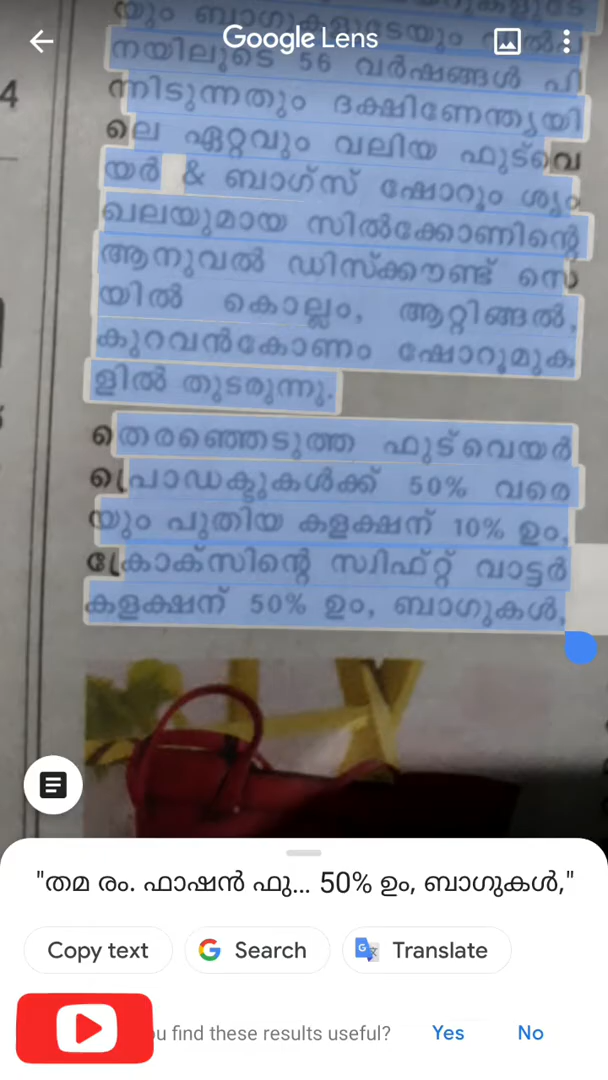 Google Lens
4
യും ബാഗുകളുടേയും
നയിലൂടെ 56 വർഷങ്ങൾ പി
ന്നിടുന്നതും ദക്ഷിണേന്ത്യയി
ലെ ഏറ്റവും വലിയ ഫുട്‌വെ
യർ & ബാഗ്സ് ഷോറൂം ശൃം
ഖലയുമായ സിൽക്കോണിന്റെ
ആനുവൽ ഡിസ്ക്കൗണ്ട് സെ
യിൽ കൊല്ലം, ആറ്റിങ്ങൽ,
കുറവൻകോണം ഷോറൂമുക
ളിൽ തുടരുന്നു.
തെരഞ്ഞെടുത്ത ഫുട്‌വെയർ
പ്രൊഡക്ടുകൾക്ക് 50% വരെ
യും പുതിയ കളക്ഷന് 10% ഉം,
ക്രോക്സിന്റെ സ്വിഫ്റ്റ് വാട്ടർ
കളക്ഷന് 50% ഉം, ബാഗുകൾ,
"തമ രം. ഫാഷൻ ഫു... 50% ഉം, ബാഗുകൾ,"
Copy text
Search
Translate
u find these results useful?
Yes
No